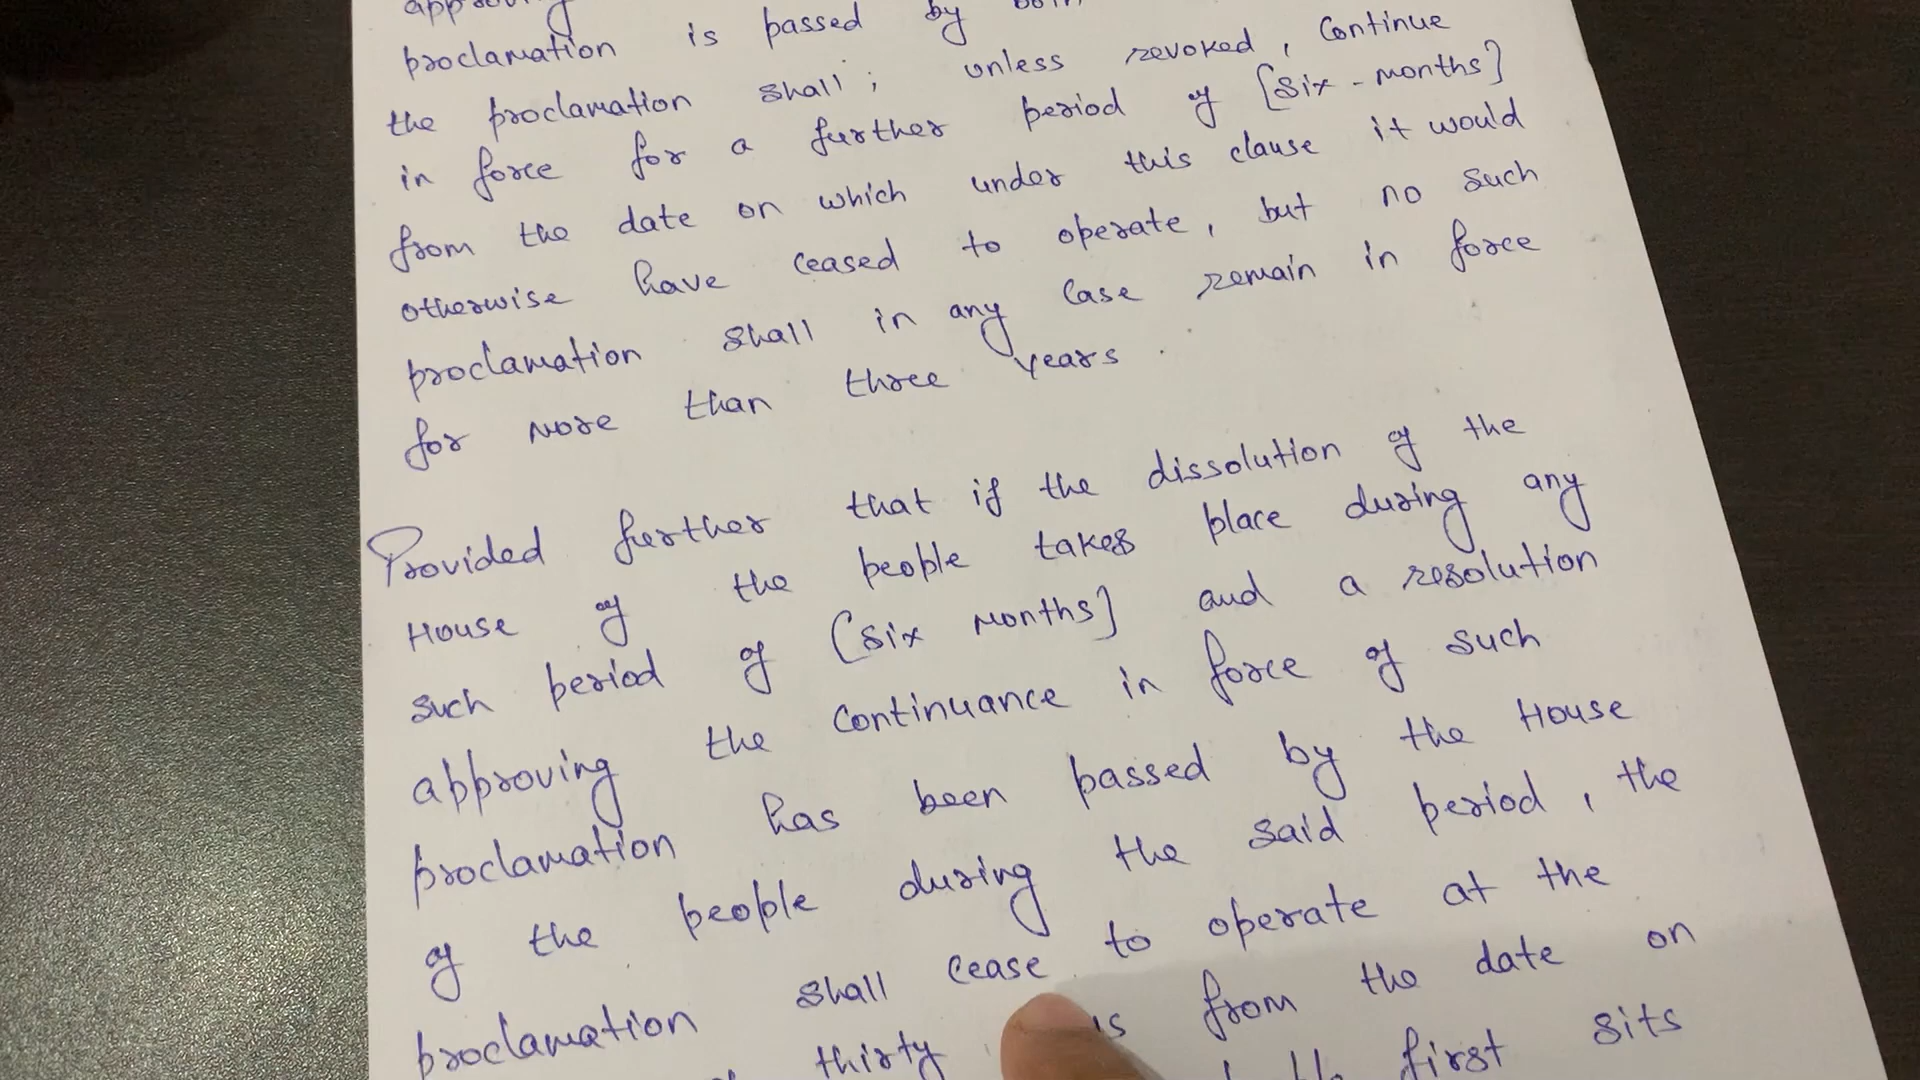 approving
proclamation is passed by both
the proclamation shall; unless revoked, continue
in force for a further period of [six-months]
from the date on which under this clause it would
otherwise have ceased to operate, but no such
proclamation shall in any case remain in force
for more than three years.
Provided further that if the dissolution of the
House of the people takes place during any
such period of [six months] and a resolution
approving the continuance in force of such
proclamation has been passed by the House
of the people during the said period, the
proclamation shall cease to operate at the
thirty from the date on
first sits